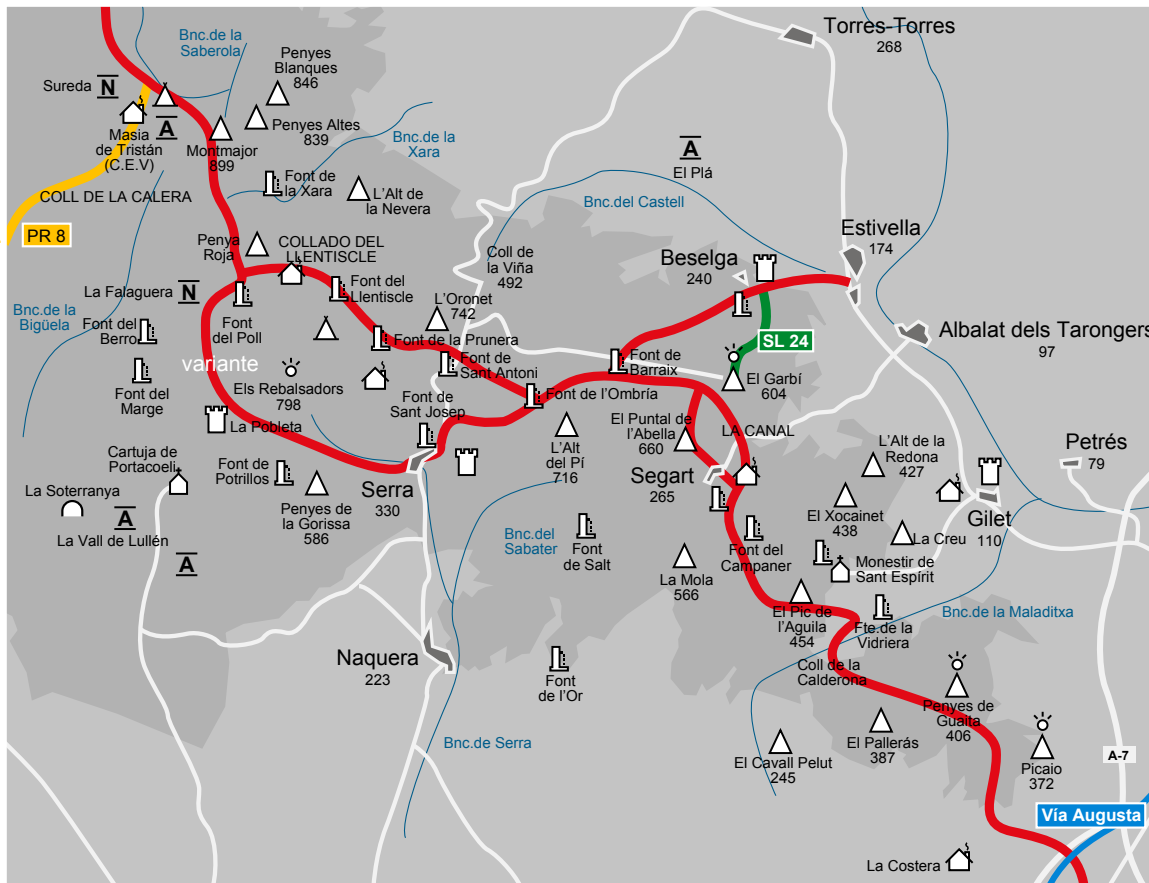 Torres-Torres
268
Bnc.de la
Saberola
Penyes
Blanques
846
Sureda
N
A
Masia
de Tristán
(C.E.V)
Montmajor
899
Penyes Altes
839
Bnc.de la
Xara
A
El Plá
Font de
la Xara
L'Alt de
la Nevera
COLL DE LA CALERA
Bnc.del Castell
PR 8
Penya
Roja
COLLADO DEL
LLENTISCLE
Coll de
la Viña
492
Beselga
240
Estivella
174
La Falaguera
N
Font del
Llentiscle
Bnc.de la
Bigüela
Font del
Berro
Font
del Poll
L'Oronet
742
Font de la Prunera
SL 24
Albalat dels Tarongers
97
variante
Font de
Sant Antoni
Font de
Barraix
Font del
Marge
Els Rebalsadors
798
El Garbí
604
Font de l'Ombría
Font de
Sant Josep
La Pobleta
El Puntal de
l'Abella
660
LA CANAL
L'Alt
del Pí
716
L'Alt de la
Redona
427
Petrés
79
Cartuja de
Portacoeli
Font de
Potrillos
Serra
330
Segart
265
La Soterranya
A
La Vall de Lullén
Penyes de
la Gorissa
586
El Xocainet
438
Gilet
110
Bnc.del
Sabater
Font
de Salt
Font del
Campaner
La Creu
A
La Mola
566
Monestir de
Sant Espírit
El Pic de
l'Aguila
454
Fte.de la
Vidriera
Bnc.de la Maladitxa
Naquera
223
Font
de l'Or
Coll de la
Calderona
Penyes de
Guaita
406
Bnc.de Serra
El Cavall Pelut
245
El Pallerás
387
Picaio
372
A-7
Vía Augusta
La Costera